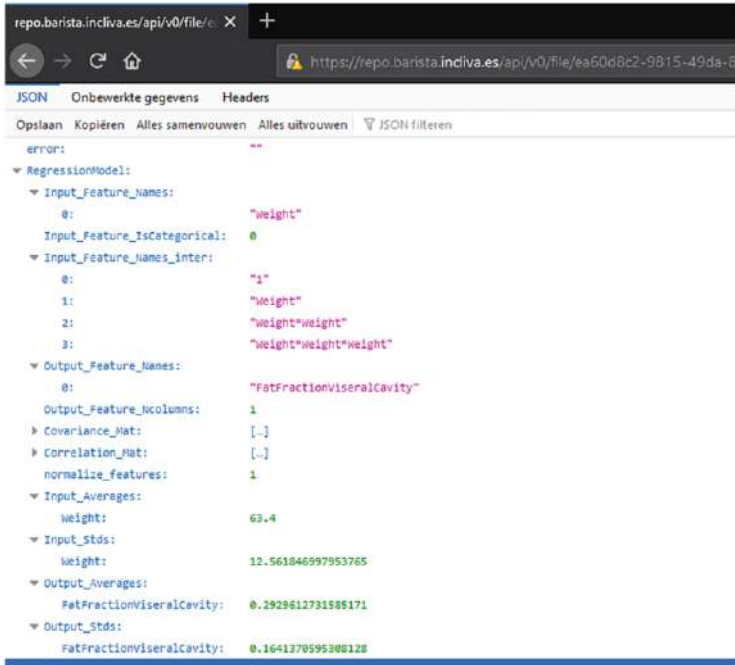 repo.barista.incliva.es/api/v0/file/e
https://repo.barista.incliva.es/api/v0/file/ea60d8c2-9815-49da-8
JSON Onbewerkte gegevens Headers
Opslaan Kopiëren Alles samenvouwen Alles uitvouwen JSON filteren
error: ""
RegressionModel:
Input_Feature_Names:
0: "Weight"
Input_Feature_IsCategorical: 0
Input_Feature_Names_inter:
0: "1"
1: "Weight"
2: "Weight*Weight"
3: "Weight*Weight*Weight"
Output_Feature_Names:
0: "FatFractionViseralCavity"
Output_Feature_Ncolumns: 1
Covariance_Mat: […]
Correlation_Mat: […]
normalize_features: 1
Input_Averages:
Weight: 63.4
Input_Stds:
Weight: 12.561846997953765
Output_Averages:
FatFractionViseralCavity: 0.2929612731585171
Output_Stds:
FatFractionViseralCavity: 0.1641370595308128